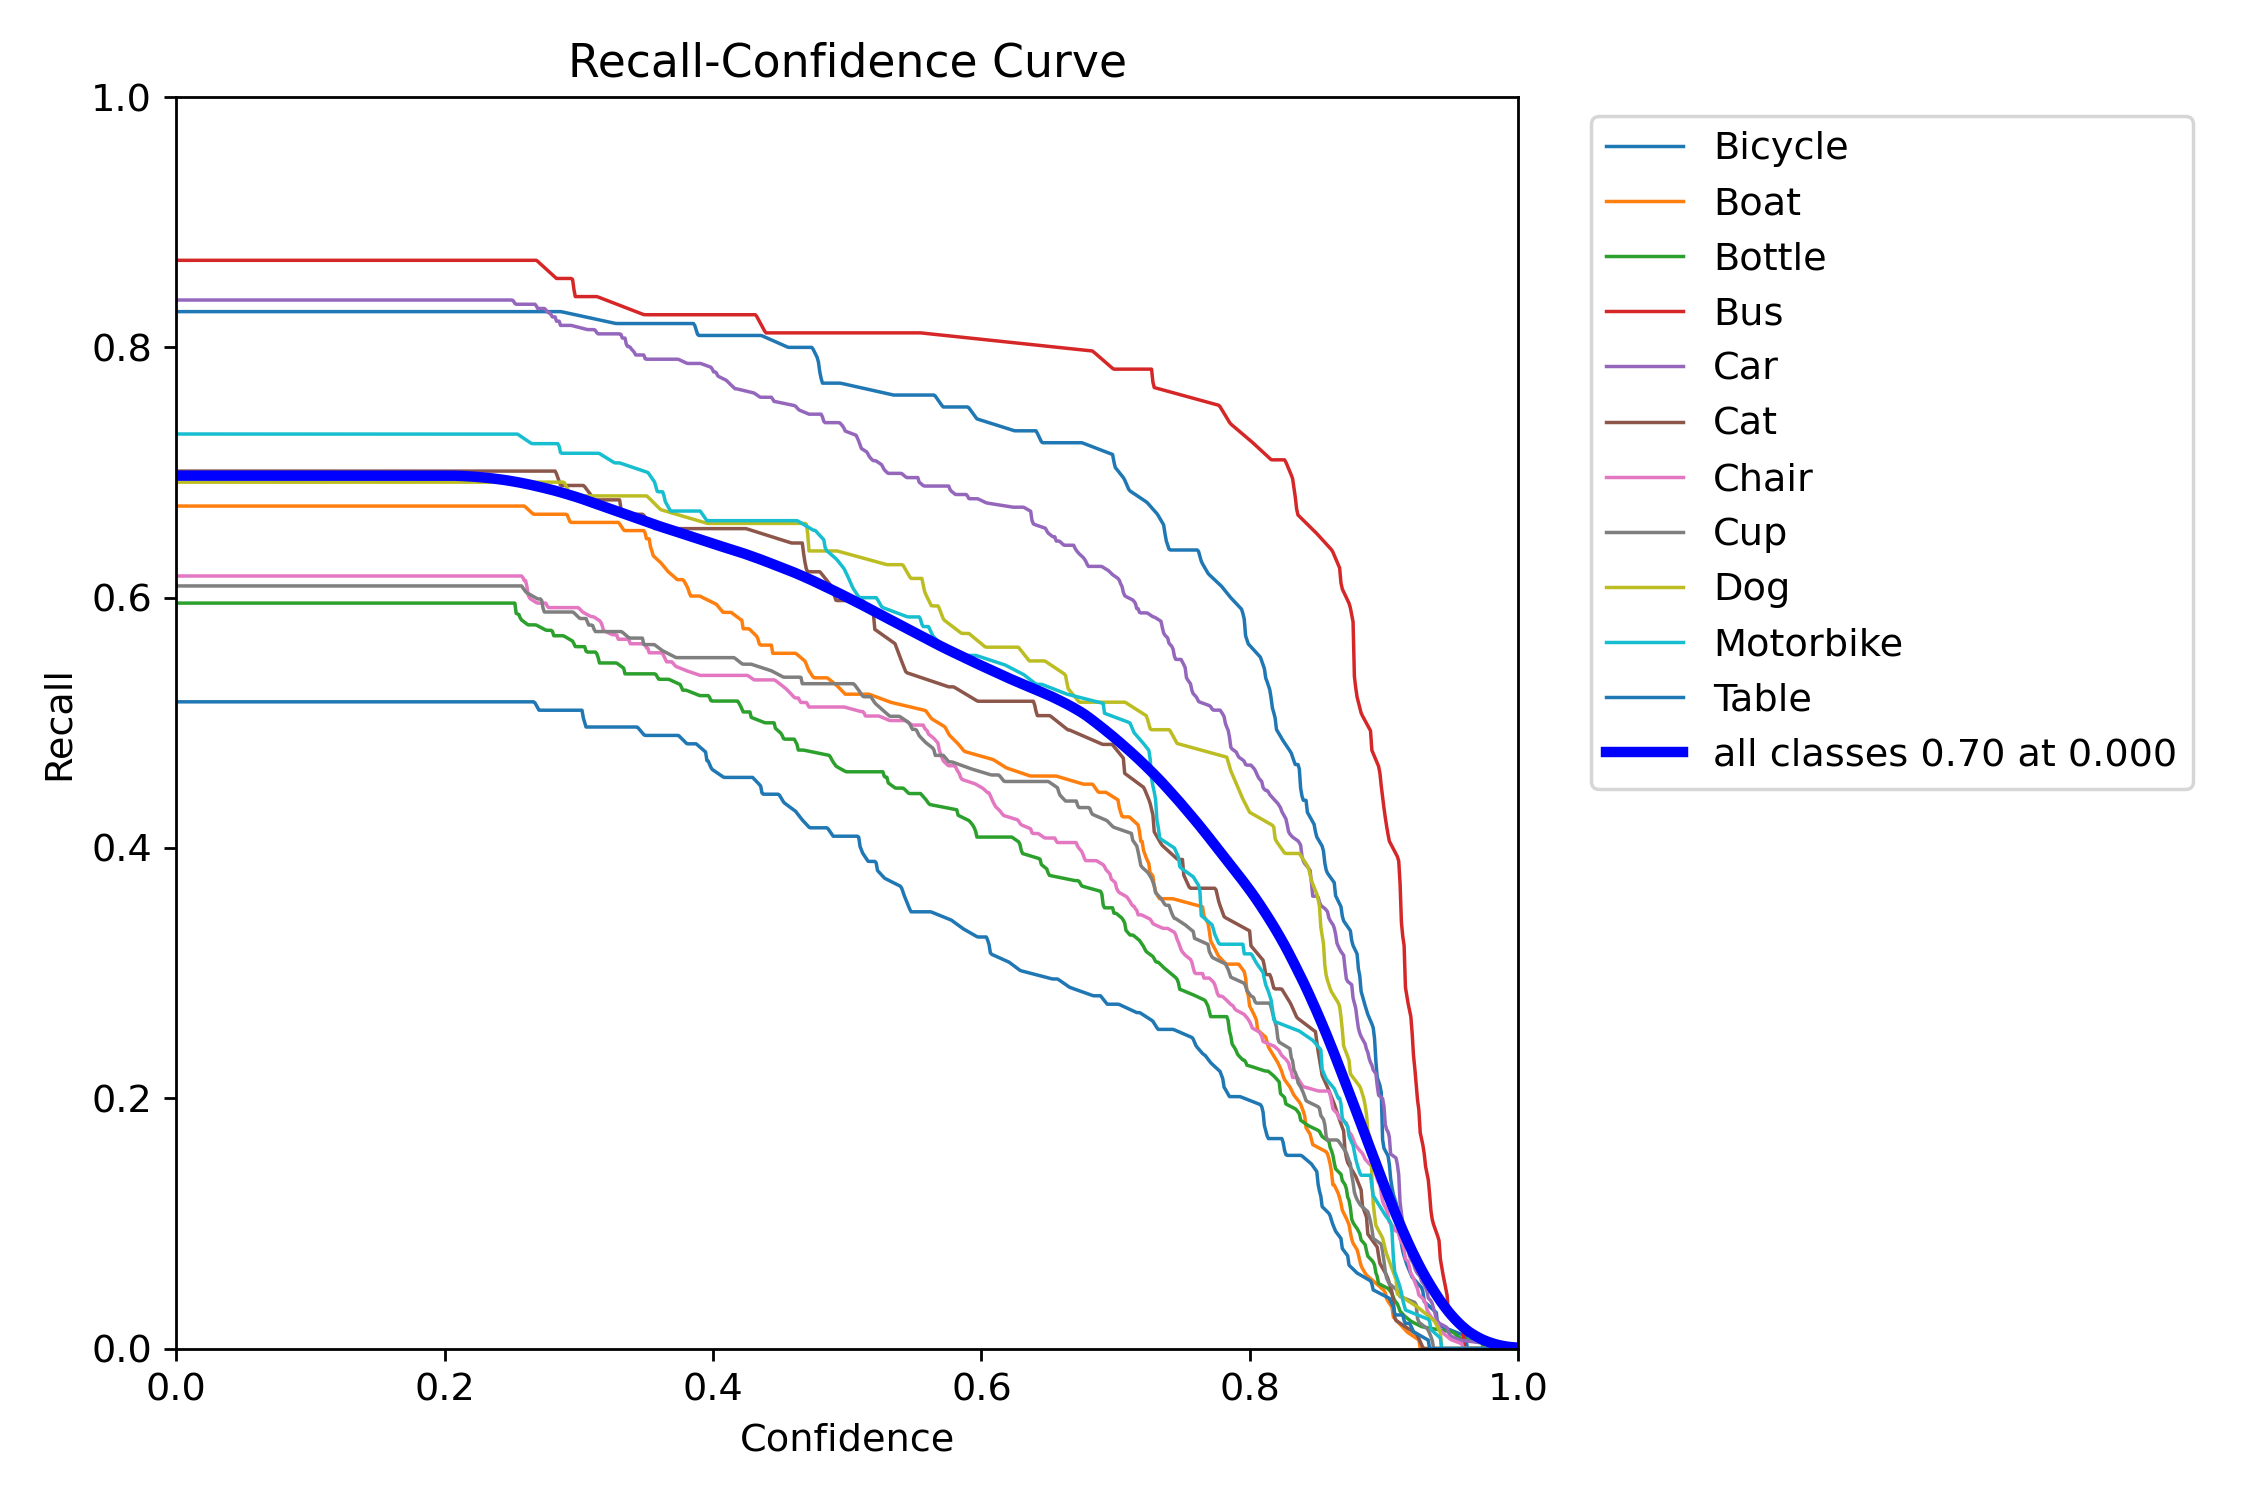 Recall-Confidence Curve
1.0
0.8
0.6
0.4
0.2
0.0
Recall
0.0 0.2 0.4 0.6 0.8 1.0
Confidence
Bicycle
Boat
Bottle
Bus
Car
Cat
Chair
Cup
Dog
Motorbike
Table
all classes 0.70 at 0.000